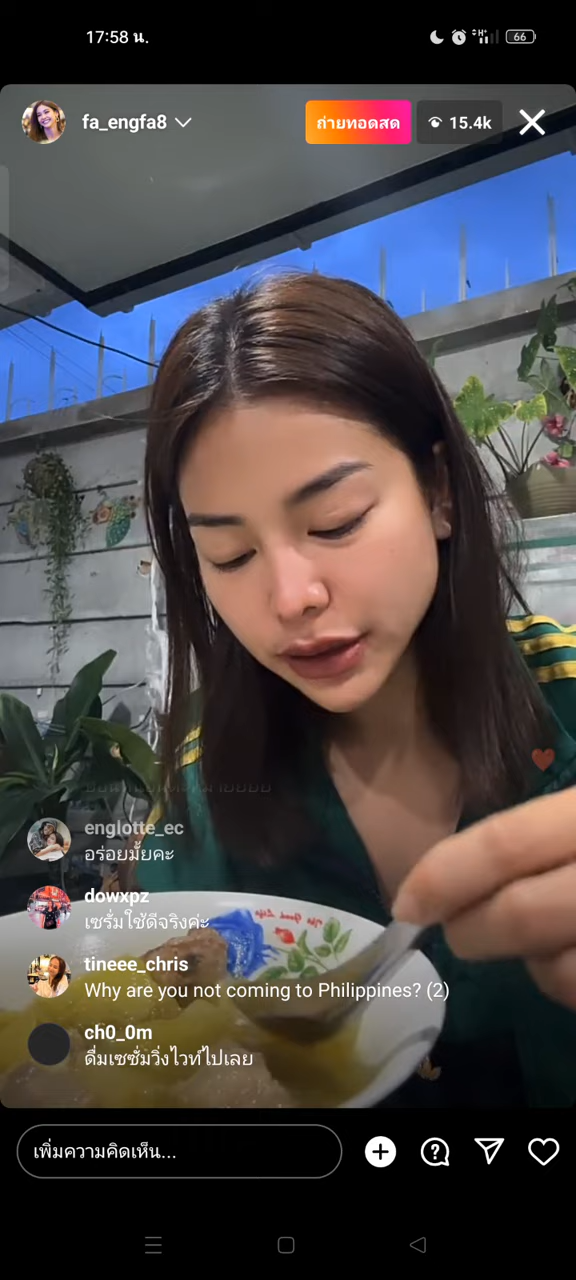 17:58 น.
66
fa_engfa8
ถ่ายทอดสด
15.4k
englotte_ec
อร่อยมั้ยคะ
dowxpz
เซรั่มใช้ดีจริงค่ะ
tineee_chris
Why are you not coming to Philippines? (2)
ch0_0m
ดื่มเซซั่มวิ่งไวท์ไปเลย
เพิ่มความคิดเห็น...